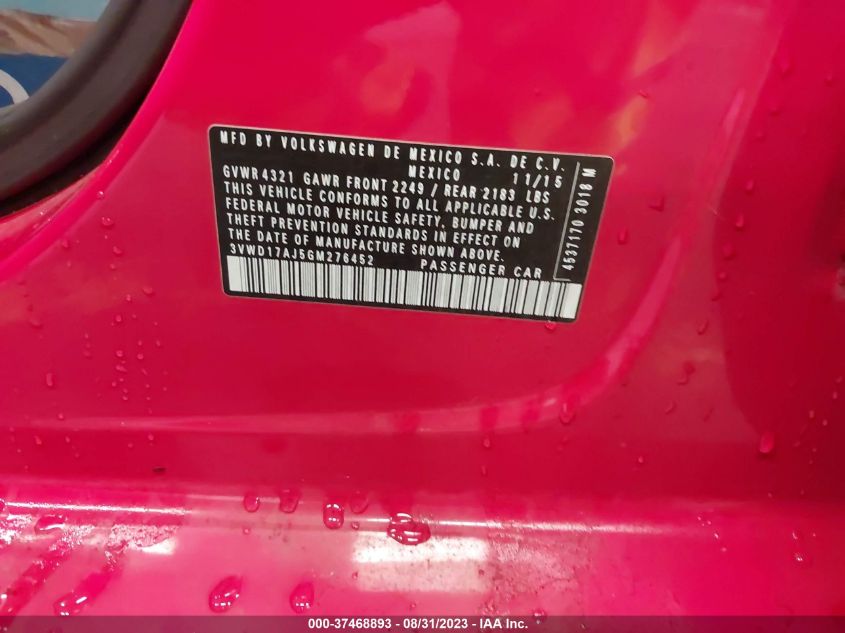 MFD BY VOLKSWAGEN DE MEXICO S.A. DE C.V.
MEXICO 11/15
GVWR 4321 GAWR FRONT 2249 / REAR 2183 LBS
THIS VEHICLE CONFORMS TO ALL APPLICABLE U.S.
FEDERAL MOTOR VEHICLE SAFETY, BUMPER AND
THEFT PREVENTION STANDARDS IN EFFECT ON
THE DATE OF MANUFACTURE SHOWN ABOVE.
3VWD17AJ5GM276452 PASSENGER CAR
4537170 3018 M
000-37468893 - 08/31/2023 - IAA Inc.